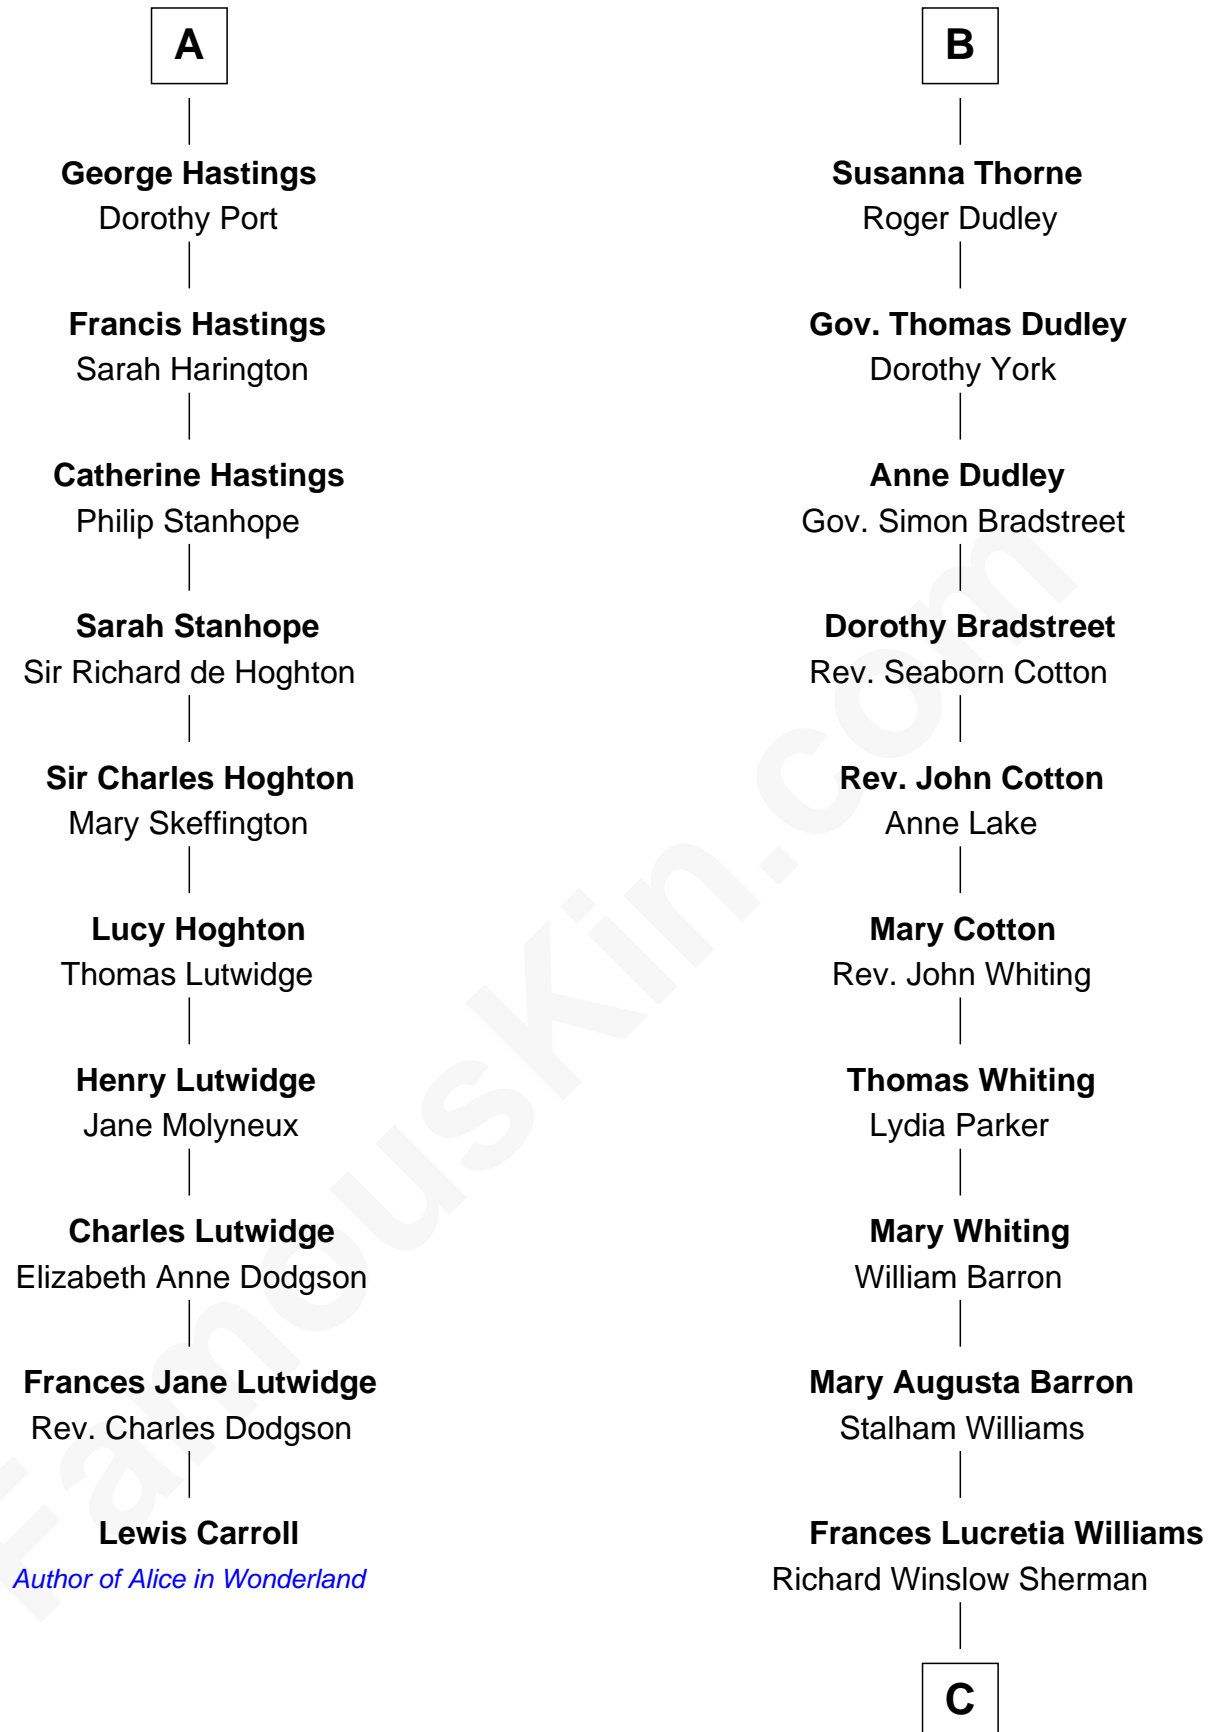 A
George Hastings
Dorothy Port
Francis Hastings
Sarah Harington
Catherine Hastings
Philip Stanhope
Sarah Stanhope
Sir Richard de Hoghton
Sir Charles Hoghton
Mary Skeffington
Lucy Hoghton
Thomas Lutwidge
Henry Lutwidge
Jane Molyneux
Charles Lutwidge
Elizabeth Anne Dodgson
Frances Jane Lutwidge
Rev. Charles Dodgson
Lewis Carroll
Author of Alice in Wonderland
B
Susanna Thorne
Roger Dudley
Gov. Thomas Dudley
Dorothy York
Anne Dudley
Gov. Simon Bradstreet
Dorothy Bradstreet
Rev. Seaborn Cotton
Rev. John Cotton
Anne Lake
Mary Cotton
Rev. John Whiting
Thomas Whiting
Lydia Parker
Mary Whiting
William Barron
Mary Augusta Barron
Stalham Williams
Frances Lucretia Williams
Richard Winslow Sherman
C
FamousKin.com